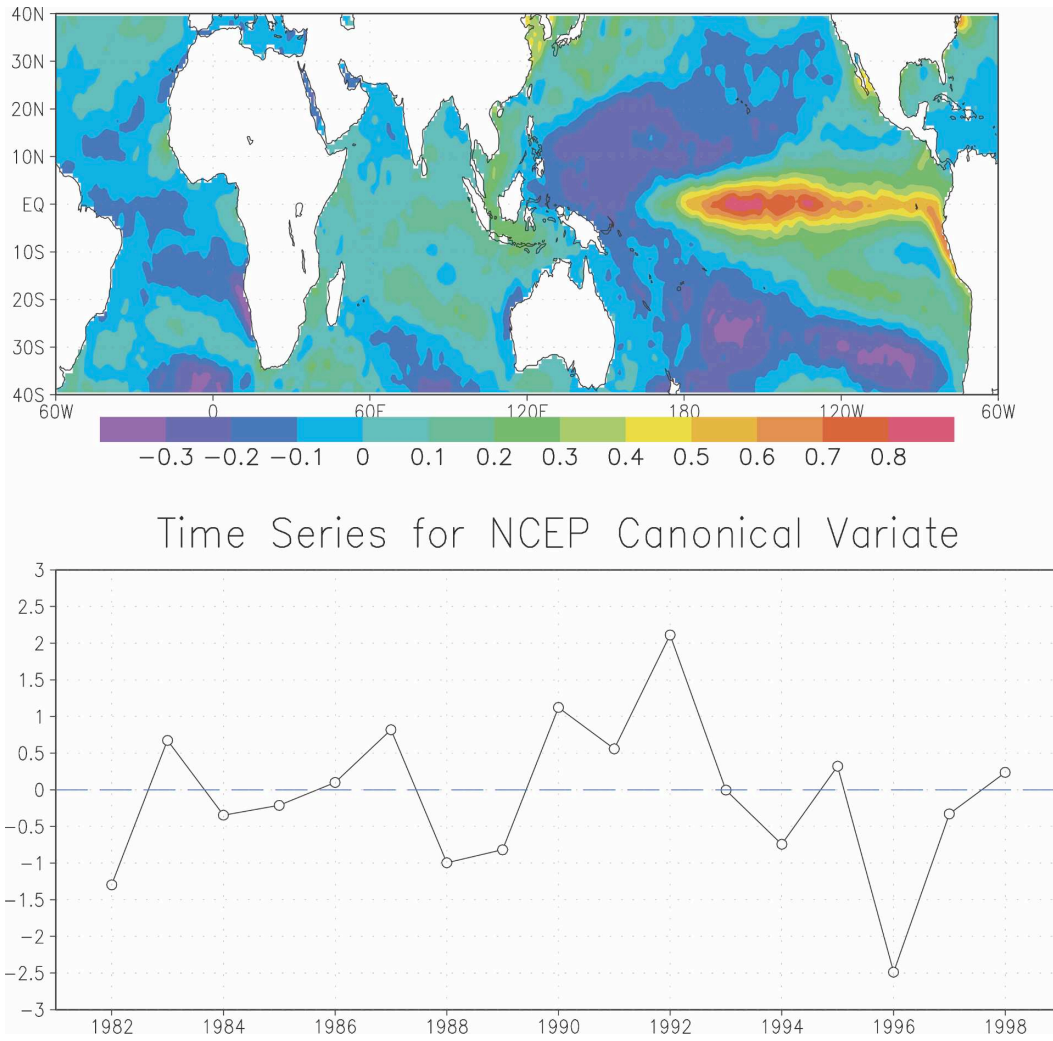 40N
30N
20N
10N
EQ
10S
20S
30S
40S
60W 0 60E 120E 180 120W 60W
−0.3 −0.2 −0.1 0 0.1 0.2 0.3 0.4 0.5 0.6 0.7 0.8
Time Series for NCEP Canonical Variate
3
2.5
2
1.5
1
0.5
0
−0.5
−1
−1.5
−2
−2.5
−3
1982 1984 1986 1988 1990 1992 1994 1996 1998